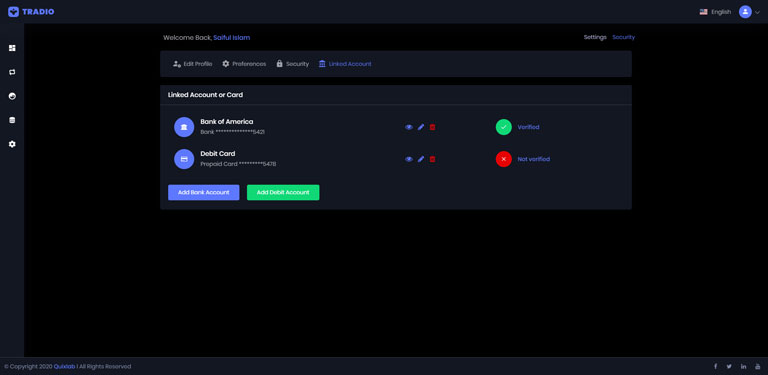 TRADIO
English
Welcome Back, Saiful Islam
Settings Security
Edit Profile Preferences Security Linked Account
Linked Account or Card
Bank of America
Bank **************5421
Verified
Debit Card
Prepaid Card *********5478
Not verified
Add Bank Account Add Debit Account
© Copyright 2020 Quixlab I All Rights Reserved